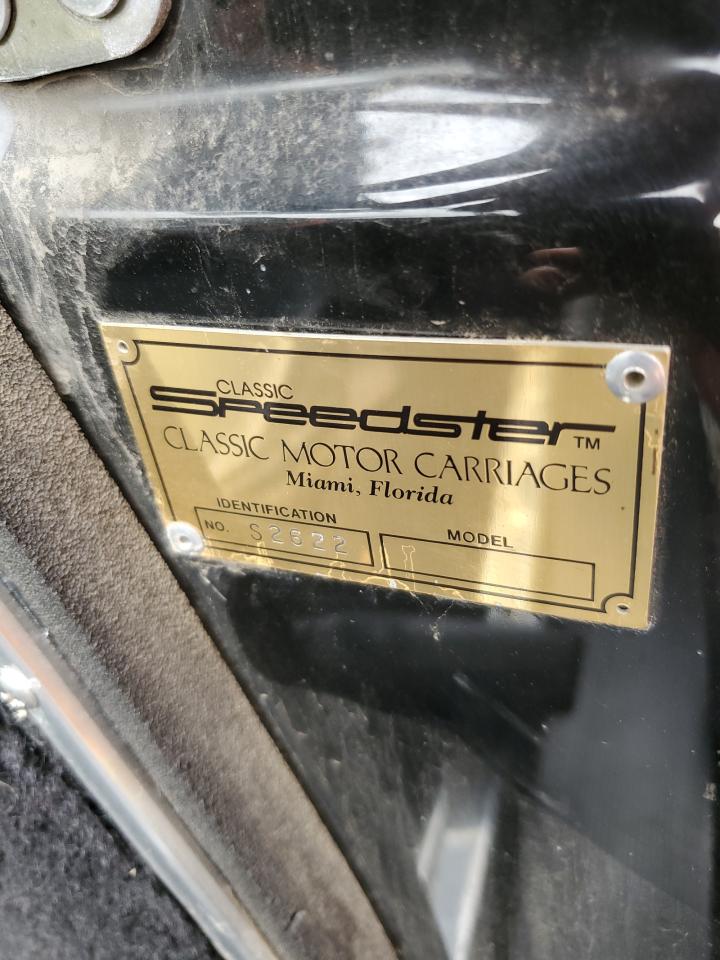 CLASSIC
Speedster™
CLASSIC MOTOR CARRIAGES
Miami, Florida
IDENTIFICATION
NO. S2622
MODEL